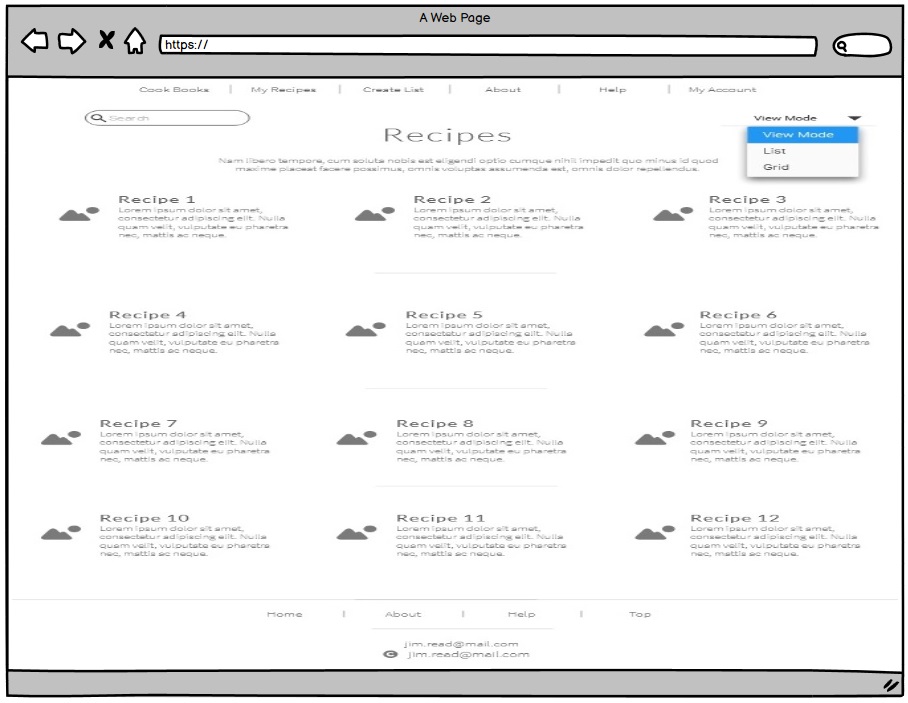 A Web Page
https://
Cook Books | My Recipes | Create List | About | Help | My Account
Search
View Mode
Recipes
View Mode
List
Grid
Nam libero tempore, cum soluta nobis est eligendi optio cumque nihil impedit quo minus id quod
maxime placeat facere possimus, omnis voluptas assumenda est, omnis dolor repellendus.
Recipe 1
Lorem ipsum dolor sit amet,
consectetur adipiscing elit. Nulla
quam velit, vulputate eu pharetra
nec, mattis ac neque.
Recipe 2
Lorem ipsum dolor sit amet,
consectetur adipiscing elit. Nulla
quam velit, vulputate eu pharetra
nec, mattis ac neque.
Recipe 3
Lorem ipsum dolor sit amet,
consectetur adipiscing elit. Nulla
quam velit, vulputate eu pharetra
nec, mattis ac neque.
Recipe 4
Lorem ipsum dolor sit amet,
consectetur adipiscing elit. Nulla
quam velit, vulputate eu pharetra
nec, mattis ac neque.
Recipe 5
Lorem ipsum dolor sit amet,
consectetur adipiscing elit. Nulla
quam velit, vulputate eu pharetra
nec, mattis ac neque.
Recipe 6
Lorem ipsum dolor sit amet,
consectetur adipiscing elit. Nulla
quam velit, vulputate eu pharetra
nec, mattis ac neque.
Recipe 7
Lorem ipsum dolor sit amet,
consectetur adipiscing elit. Nulla
quam velit, vulputate eu pharetra
nec, mattis ac neque.
Recipe 8
Lorem ipsum dolor sit amet,
consectetur adipiscing elit. Nulla
quam velit, vulputate eu pharetra
nec, mattis ac neque.
Recipe 9
Lorem ipsum dolor sit amet,
consectetur adipiscing elit. Nulla
quam velit, vulputate eu pharetra
nec, mattis ac neque.
Recipe 10
Lorem ipsum dolor sit amet,
consectetur adipiscing elit. Nulla
quam velit, vulputate eu pharetra
nec, mattis ac neque.
Recipe 11
Lorem ipsum dolor sit amet,
consectetur adipiscing elit. Nulla
quam velit, vulputate eu pharetra
nec, mattis ac neque.
Recipe 12
Lorem ipsum dolor sit amet,
consectetur adipiscing elit. Nulla
quam velit, vulputate eu pharetra
nec, mattis ac neque.
Home | About | Help | Top
jim.read@mail.com
© jim.read@mail.com